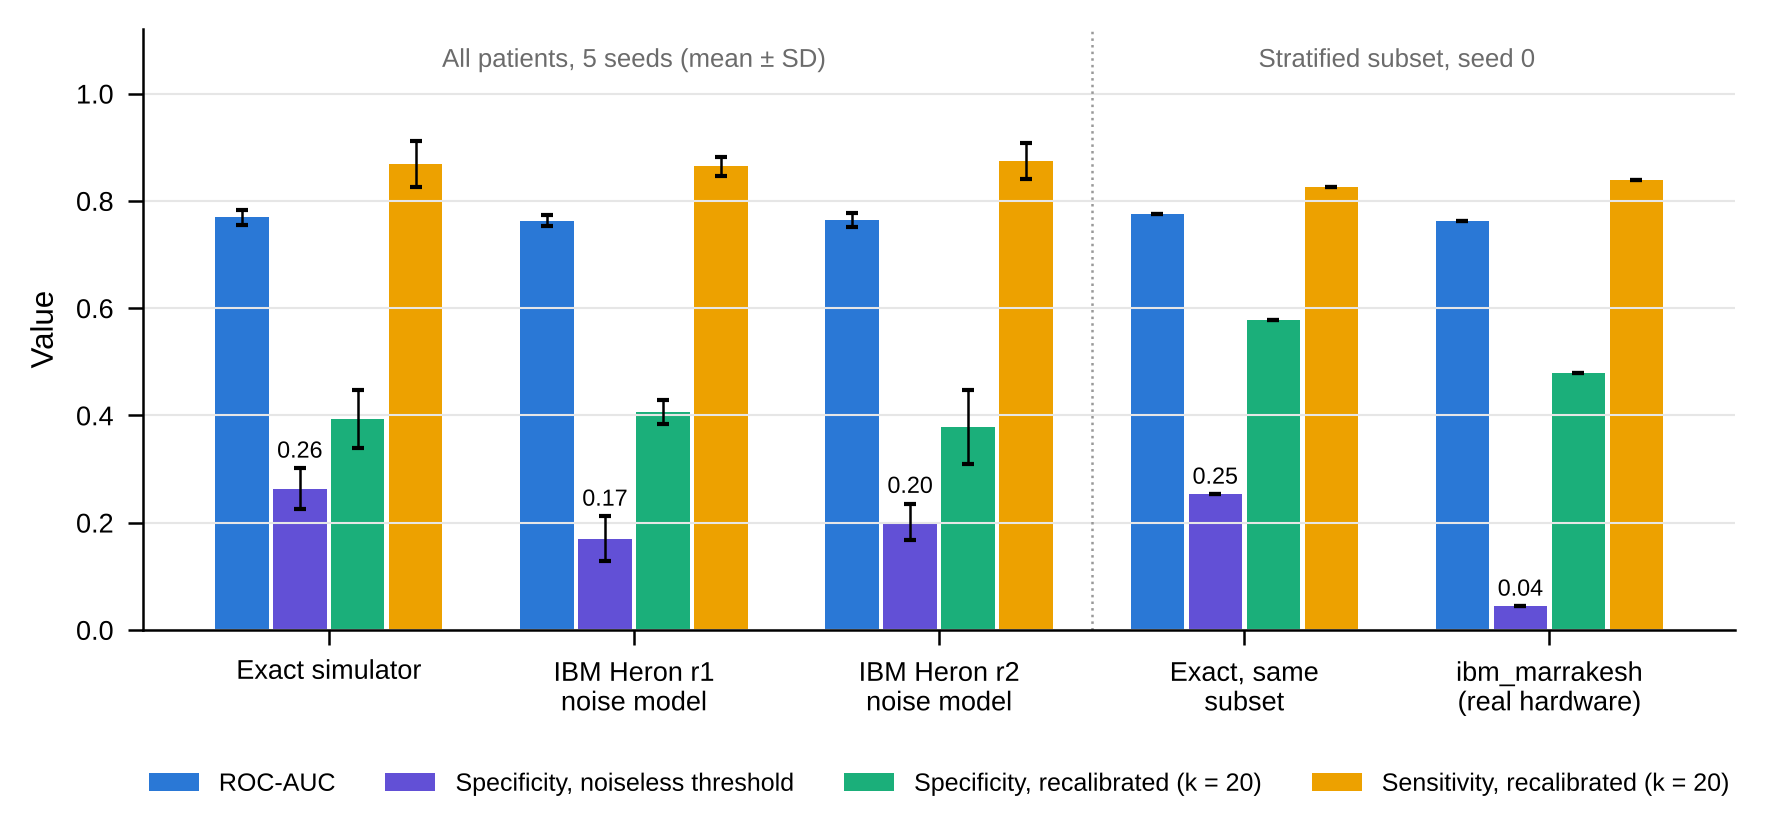 All patients, 5 seeds (mean ± SD)
Stratified subset, seed 0
1.0
0.8
0.6
0.4
0.2
0.0
Value
0.26
0.17
0.20
0.25
0.04
Exact simulator
IBM Heron r1
noise model
IBM Heron r2
noise model
Exact, same
subset
ibm_marrakesh
(real hardware)
ROC-AUC
Specificity, noiseless threshold
Specificity, recalibrated (k = 20)
Sensitivity, recalibrated (k = 20)